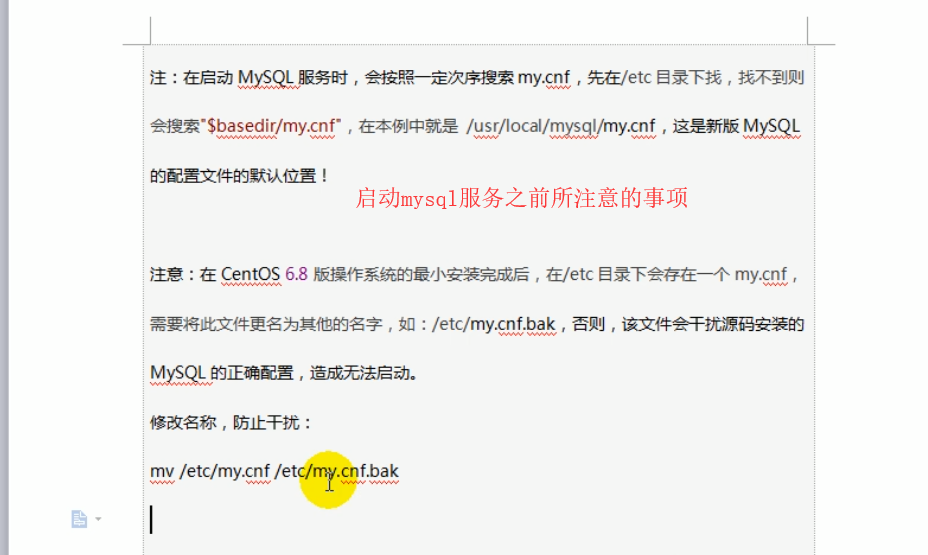 注：在启动 MySQL 服务时，会按照一定次序搜索 my.cnf，先在/etc 目录下找，找不到则
会搜索"$basedir/my.cnf"，在本例中就是 /usr/local/mysql/my.cnf，这是新版 MySQL
的配置文件的默认位置！
启动mysql服务之前所注意的事项
注意：在 CentOS 6.8 版操作系统的最小安装完成后，在/etc 目录下会存在一个 my.cnf，
需要将此文件更名为其他的名字，如：/etc/my.cnf.bak，否则，该文件会干扰源码安装的
MySQL 的正确配置，造成无法启动。
修改名称，防止干扰：
mv /etc/my.cnf /etc/my.cnf.bak